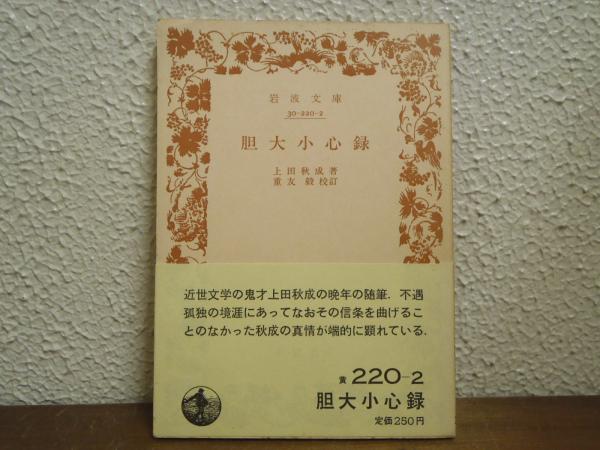 岩波文庫
30-220-2
胆大小心録
上田秋成著
重友毅校訂
近世文学の鬼才上田秋成の晩年の随筆．不遇
孤独の境涯にあってなおその信条を曲げるこ
とのなかった秋成の真情が端的に顕れている．
黄 220-2
胆大小心録
定価250円